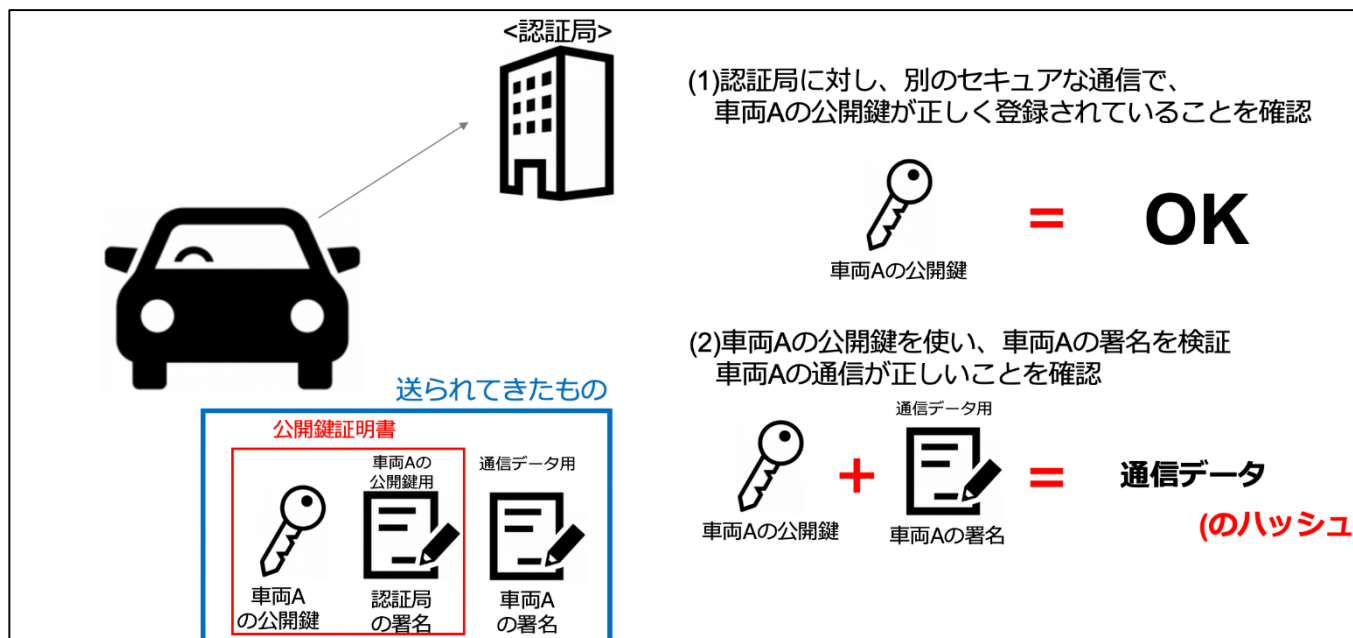 <認証局>
(1)認証局に対し、別のセキュアな通信で、
車両Aの公開鍵が正しく登録されていることを確認
= OK
車両Aの公開鍵
(2)車両Aの公開鍵を使い、車両Aの署名を検証
車両Aの通信が正しいことを確認
通信データ用
+ = 通信データ
(のハッシュ
車両Aの公開鍵
車両Aの署名
送られてきたもの
公開鍵証明書
車両Aの
公開鍵用
通信データ用
車両A
の公開鍵
認証局
の署名
車両A
の署名